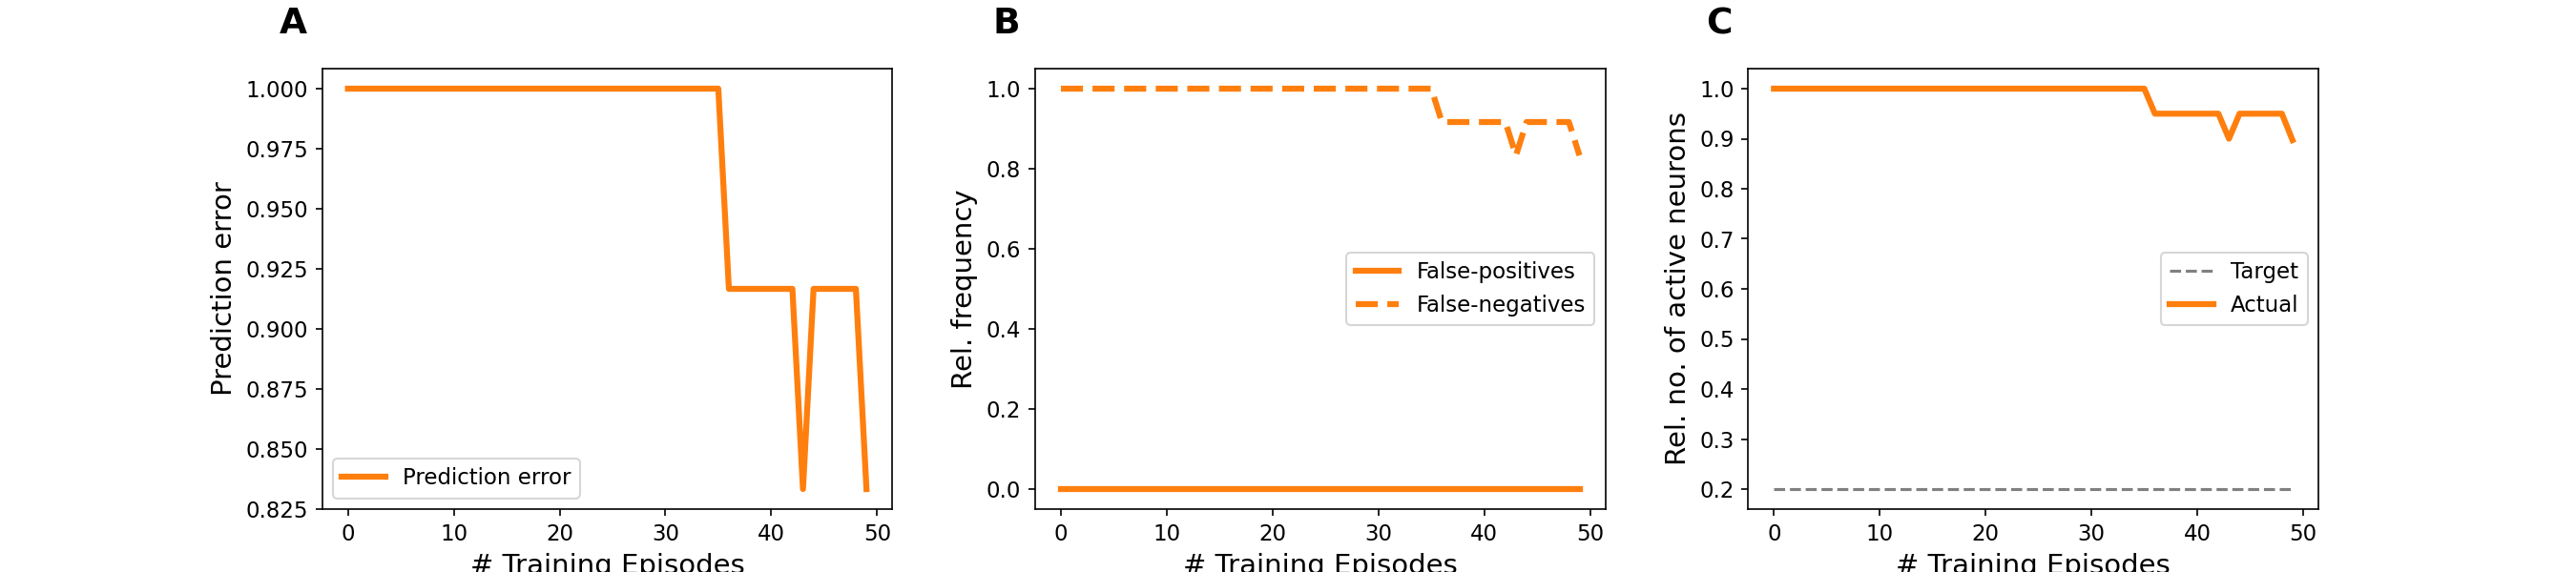 A
B
C
Prediction error
1.000
0.975
0.950
0.925
0.900
0.875
0.850
0.825
Prediction error
0 10 20 30 40 50
# Training Episodes
Rel. frequency
1.0
0.8
0.6
0.4
0.2
0.0
False-positives
False-negatives
0 10 20 30 40 50
# Training Episodes
Rel. no. of active neurons
1.0
0.9
0.8
0.7
0.6
0.5
0.4
0.3
0.2
Target
Actual
0 10 20 30 40 50
# Training Episodes